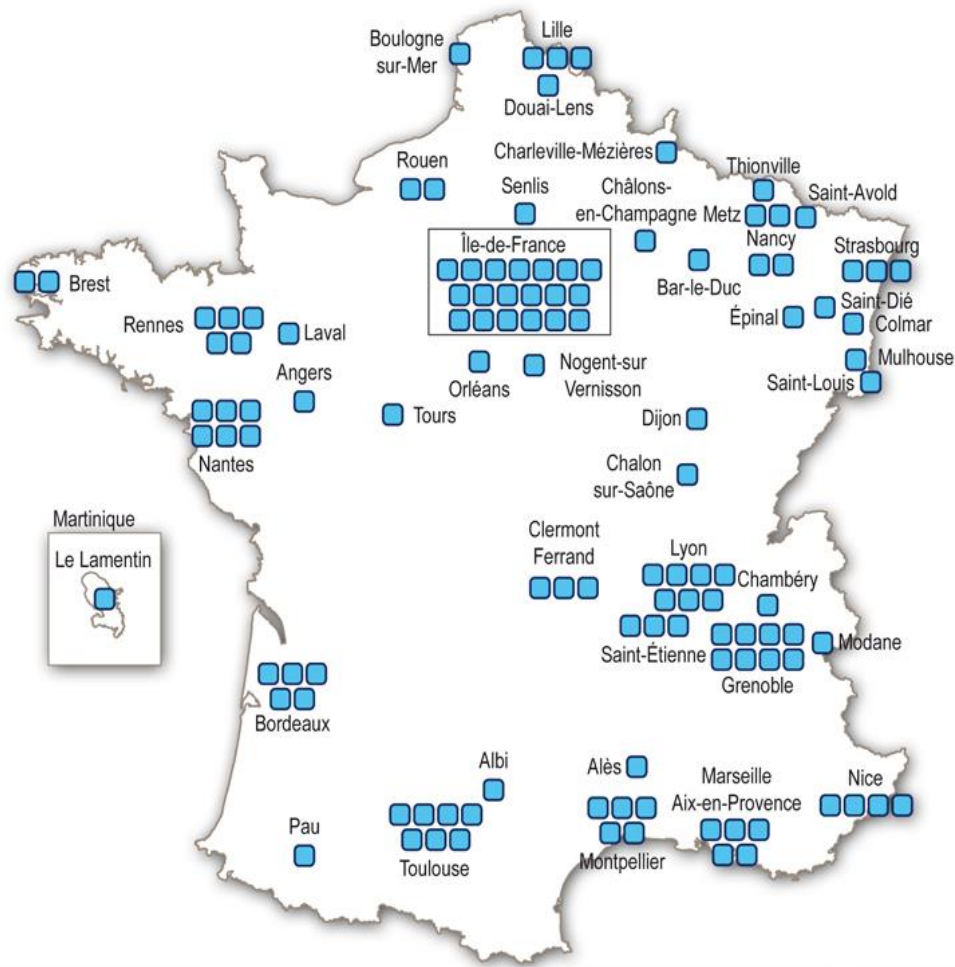 Boulogne
sur-Mer
Lille
Douai-Lens
Charleville-Mézières
Rouen
Senlis
Châlons-
en-Champagne
Thionville
Saint-Avold
Metz
Nancy
Île-de-France
Strasbourg
Brest
Bar-le-Duc
Rennes
Laval
Épinal
Saint-Dié
Colmar
Angers
Orléans
Nogent-sur
Vernisson
Mulhouse
Saint-Louis
Tours
Dijon
Nantes
Chalon
sur-Saône
Martinique
Le Lamentin
Clermont
Ferrand
Lyon
Chambéry
Saint-Étienne
Modane
Grenoble
Bordeaux
Albi
Alès
Marseille
Aix-en-Provence
Nice
Pau
Toulouse
Montpellier